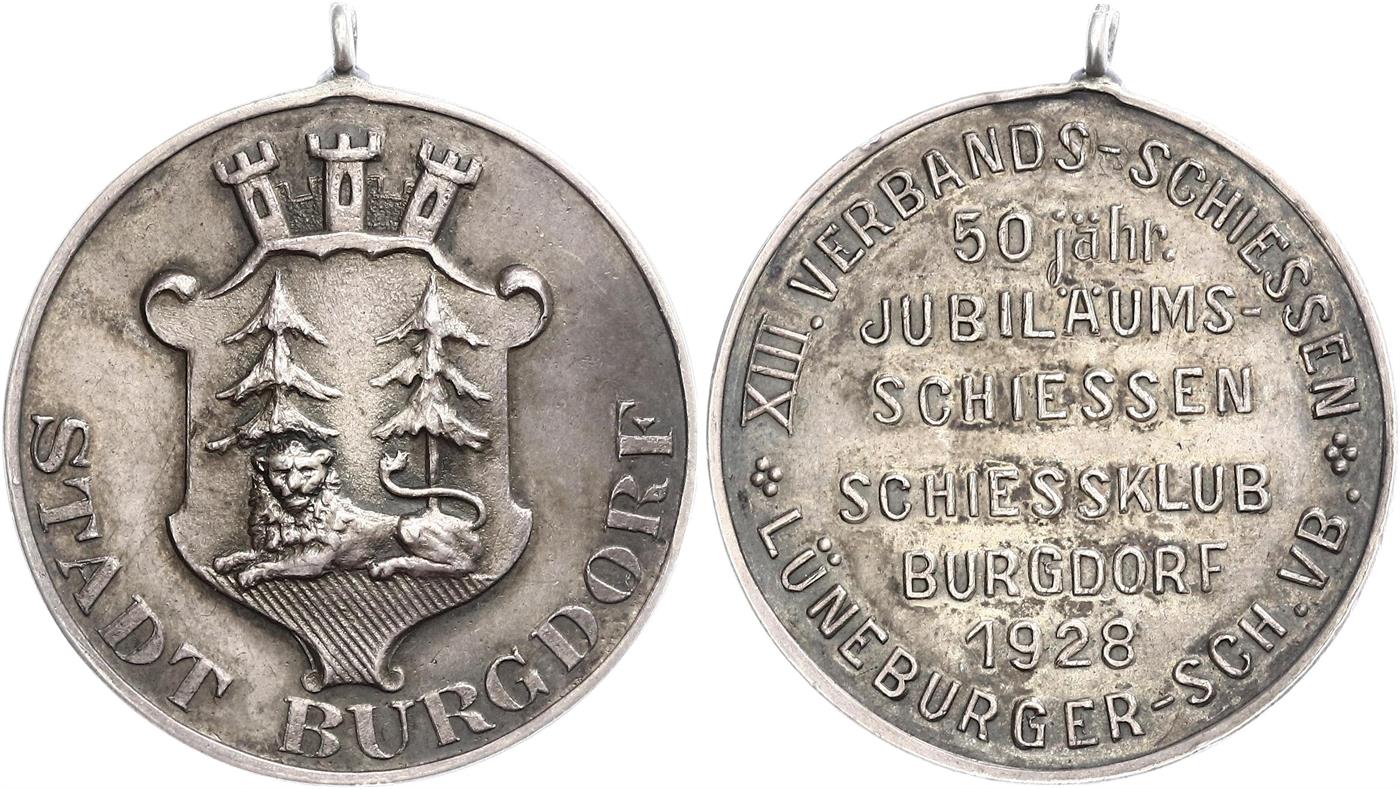 STADT BURGDORF
XIII. VERBANDS-SCHIESSEN
50 jähr.
JUBILÄUMS-
SCHIESSEN
SCHIESSKLUB
BURGDORF
1928
LÜNEBURGER-SCH.VB.